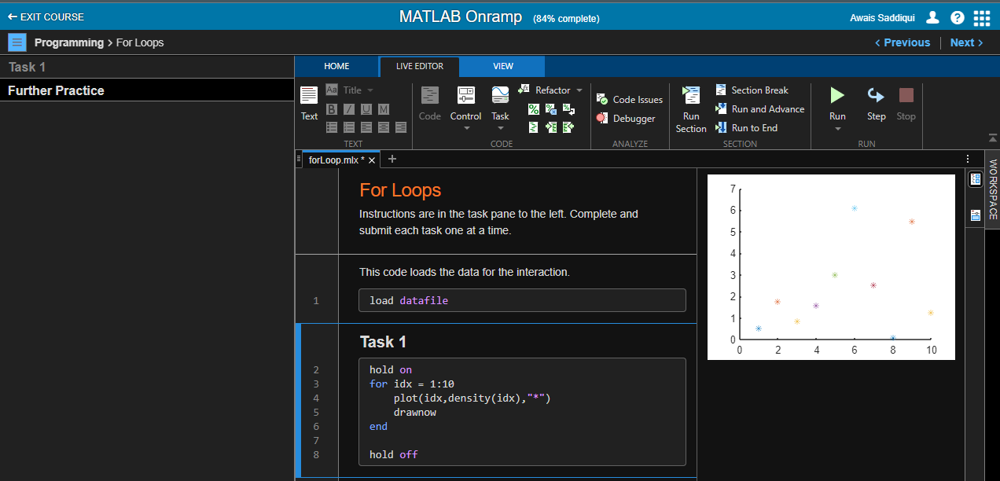 ← EXIT COURSE
MATLAB Onramp (84% complete)
Awais Saddiqui
?
Programming > For Loops
< Previous
Next >
Task 1
Further Practice
HOME
LIVE EDITOR
VIEW
Text
Aa Title
B I U M
TEXT
Code
Control
Task
Refactor
CODE
Code Issues
Debugger
ANALYZE
Run Section
Section Break
Run and Advance
Run to End
SECTION
Run
Step
Stop
RUN
forLoop.mlx * × +
WORKSPACE
For Loops
Instructions are in the task pane to the left. Complete and
submit each task one at a time.
This code loads the data for the interaction.
1 load datafile
Task 1
2 hold on
3 for idx = 1:10
4 plot(idx,density(idx),"*")
5 drawnow
6 end
7
8 hold off
7
6
5
4
3
2
1
0
0 2 4 6 8 10